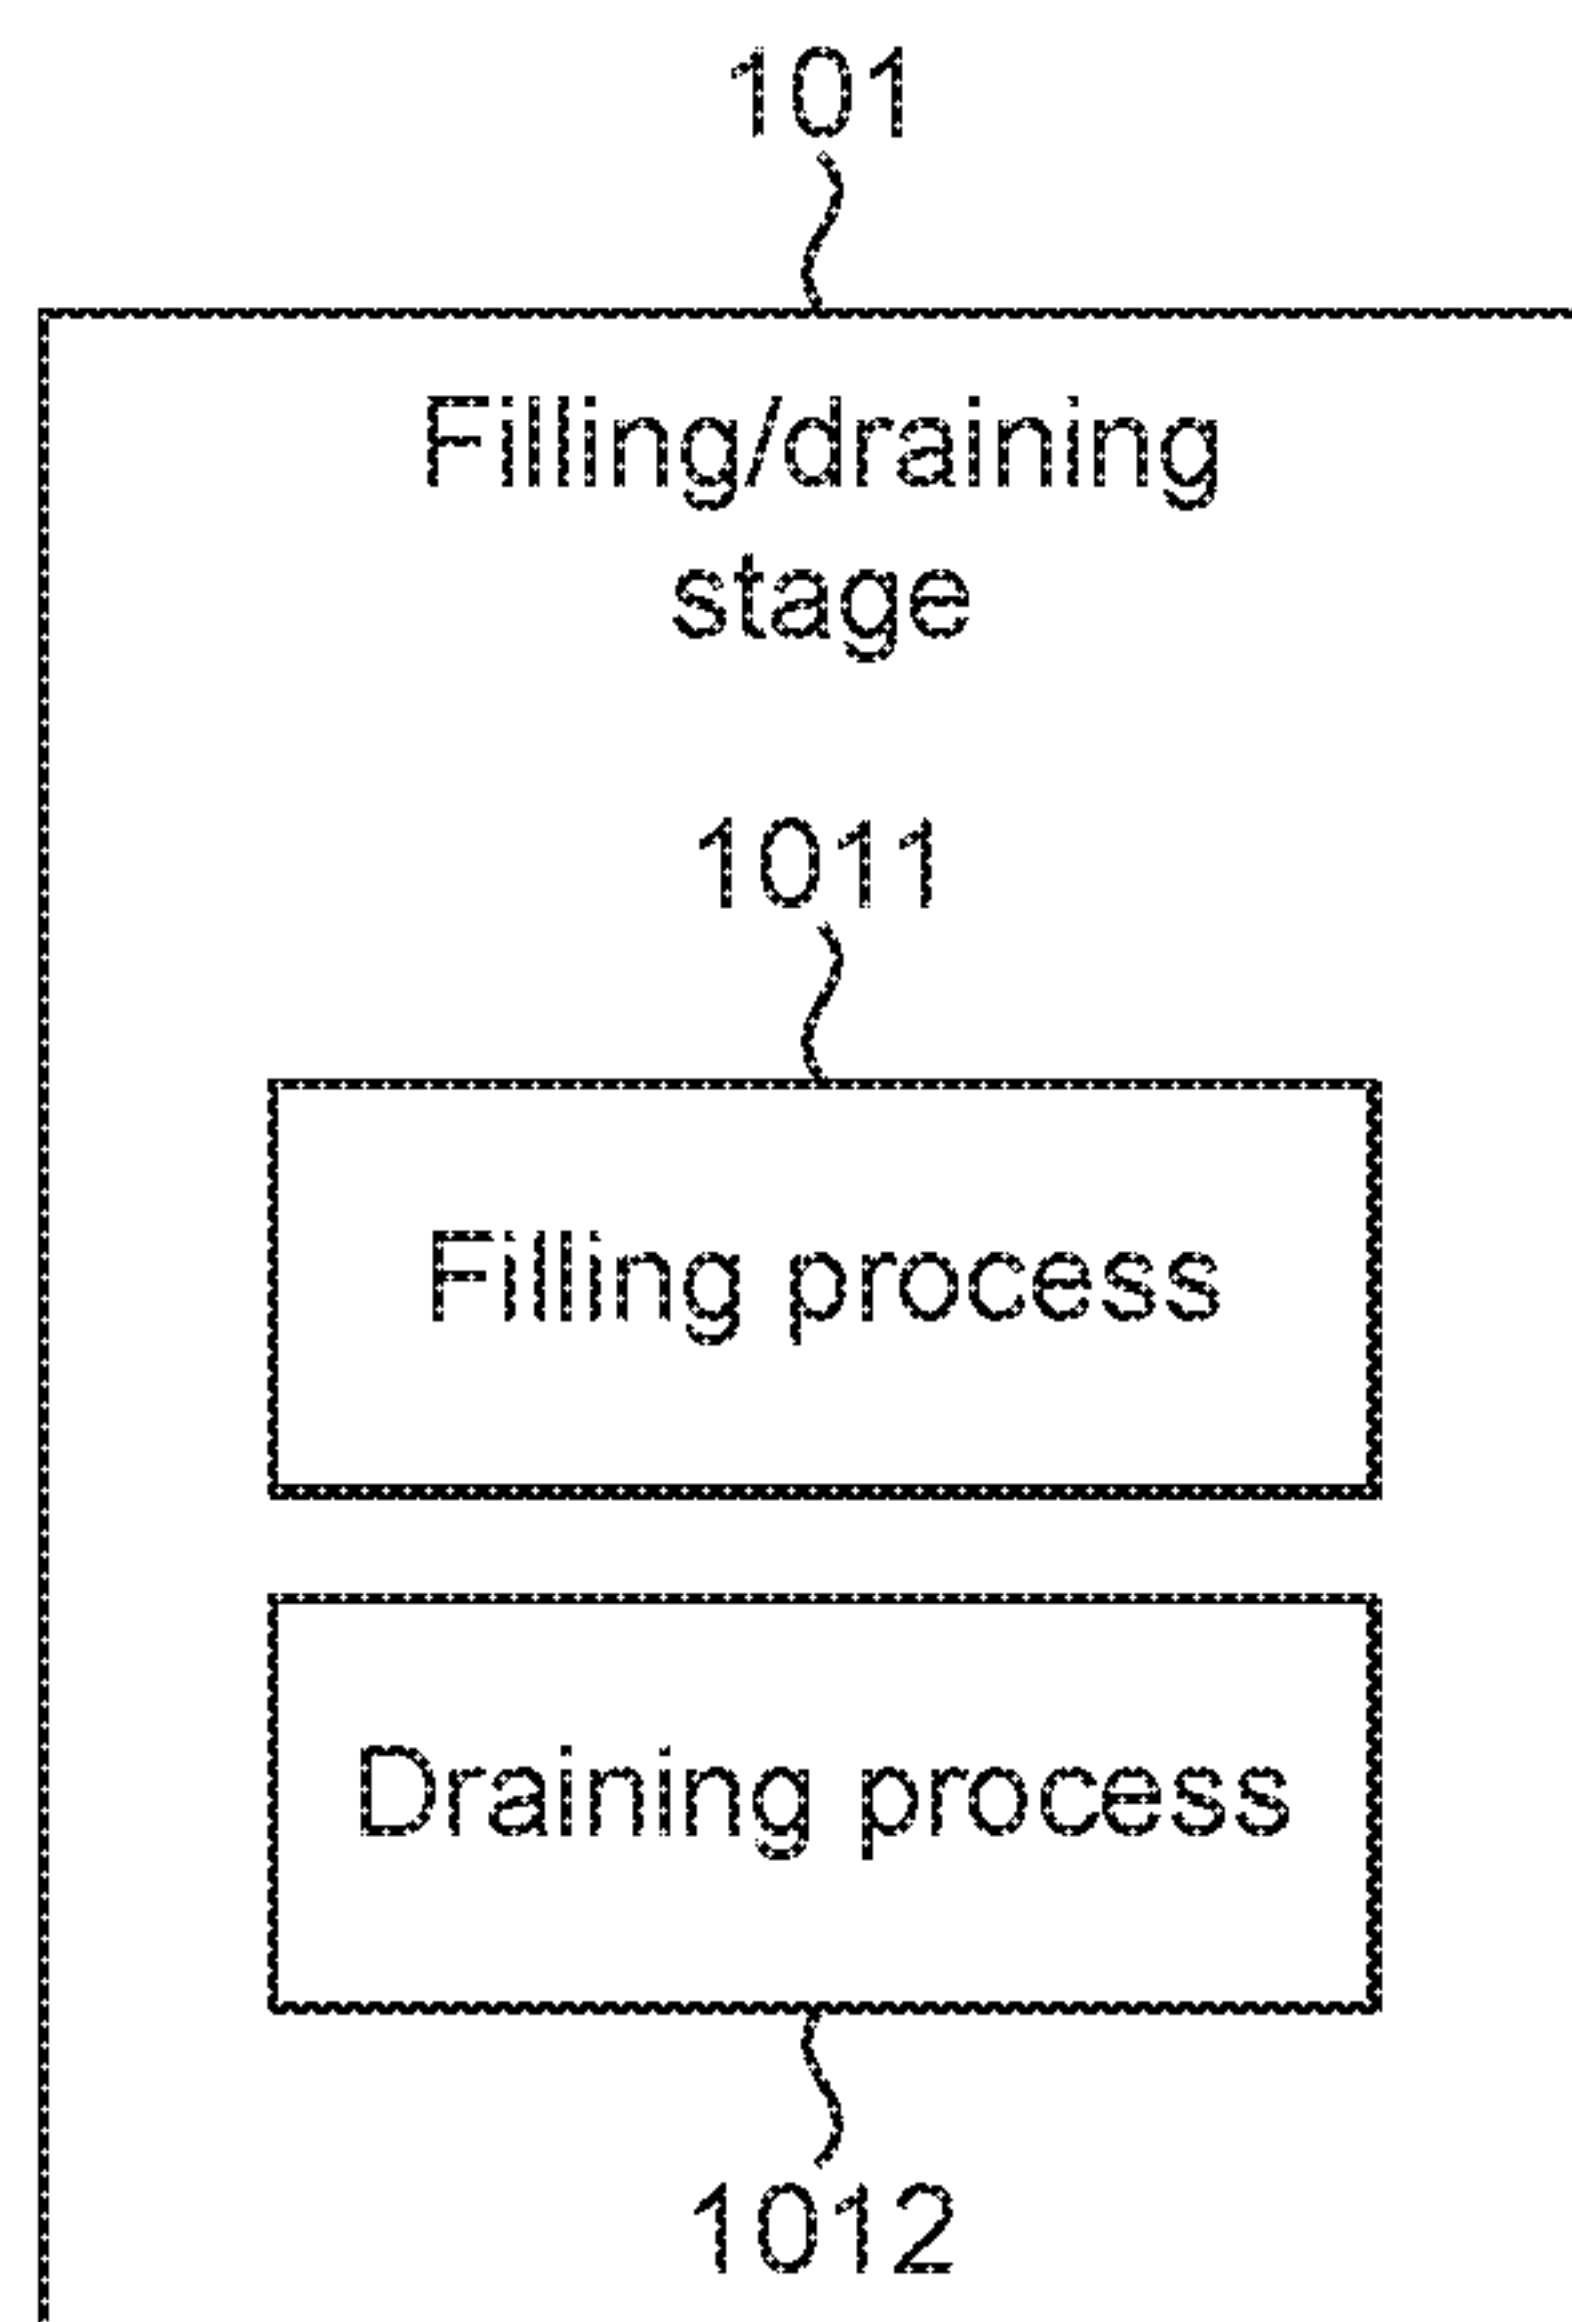 101
Filling/draining
stage
1011
Filling process
Draining process
1012